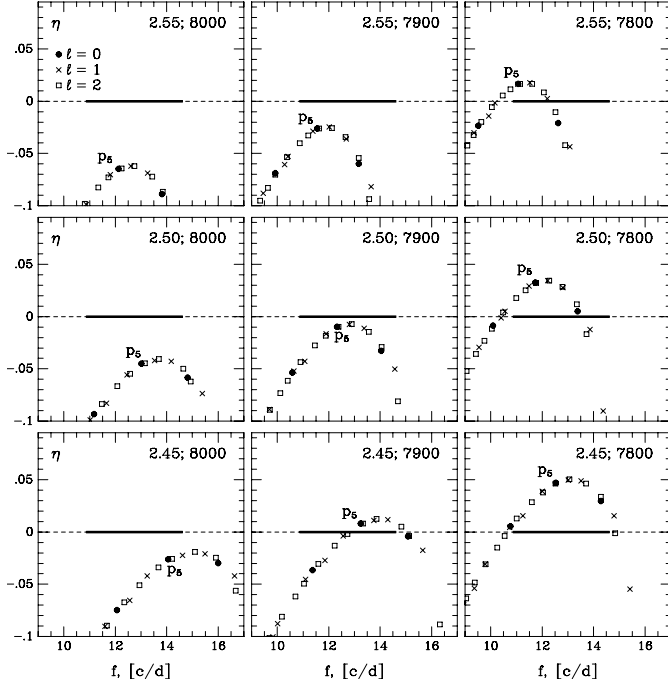 η 2.55; 8000 2.55; 7900 2.55; 7800
ℓ = 0
ℓ = 1
ℓ = 2
.05
0
−.05
−.1
p5
p5
p5
η 2.50; 8000 2.50; 7900 2.50; 7800
.05
0
−.05
−.1
p5
p5
p5
η 2.45; 8000 2.45; 7900 2.45; 7800
.05
0
−.05
−.1
p5
p5
p5
10 12 14 16 10 12 14 16 10 12 14 16
f, [c/d] f, [c/d] f, [c/d]